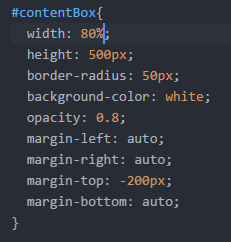 #contentBox{
width: 80%;
height: 500px;
border-radius: 50px;
background-color: white;
opacity: 0.8;
margin-left: auto;
margin-right: auto;
margin-top: -200px;
margin-bottom: auto;
}